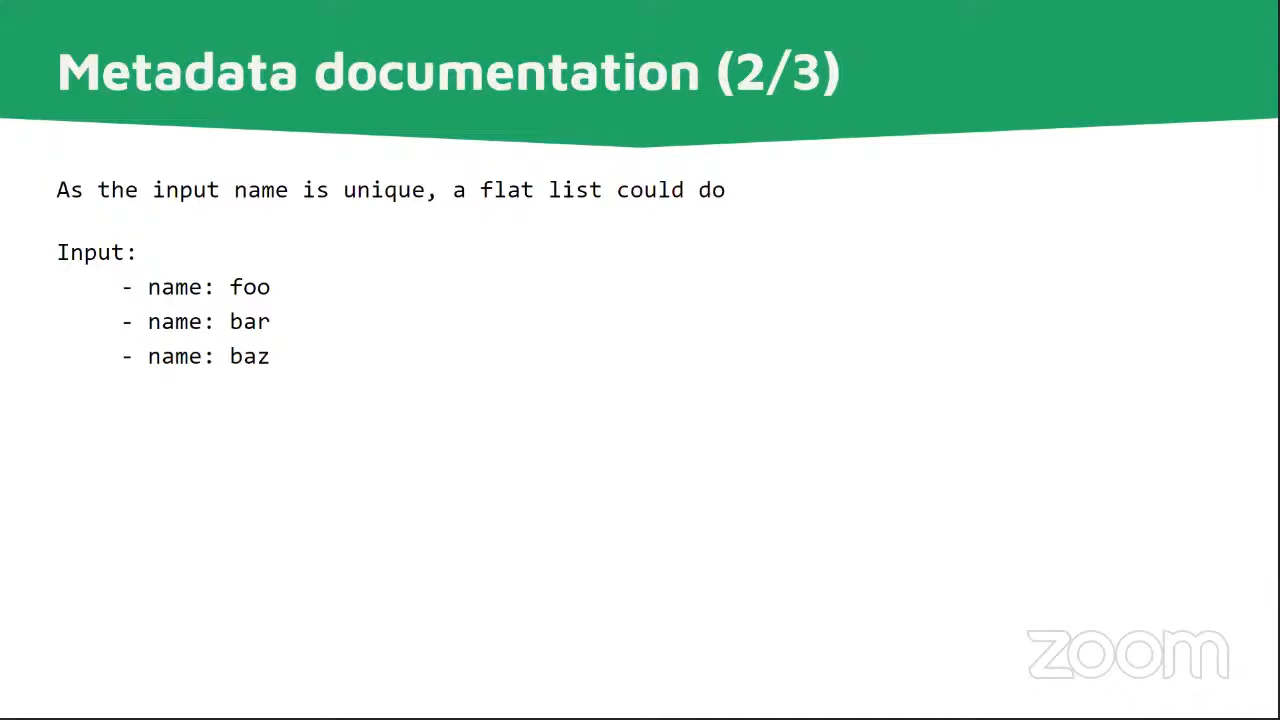 Metadata documentation (2/3)
As the input name is unique, a flat list could do
Input:
- name: foo
- name: bar
- name: baz
zoom